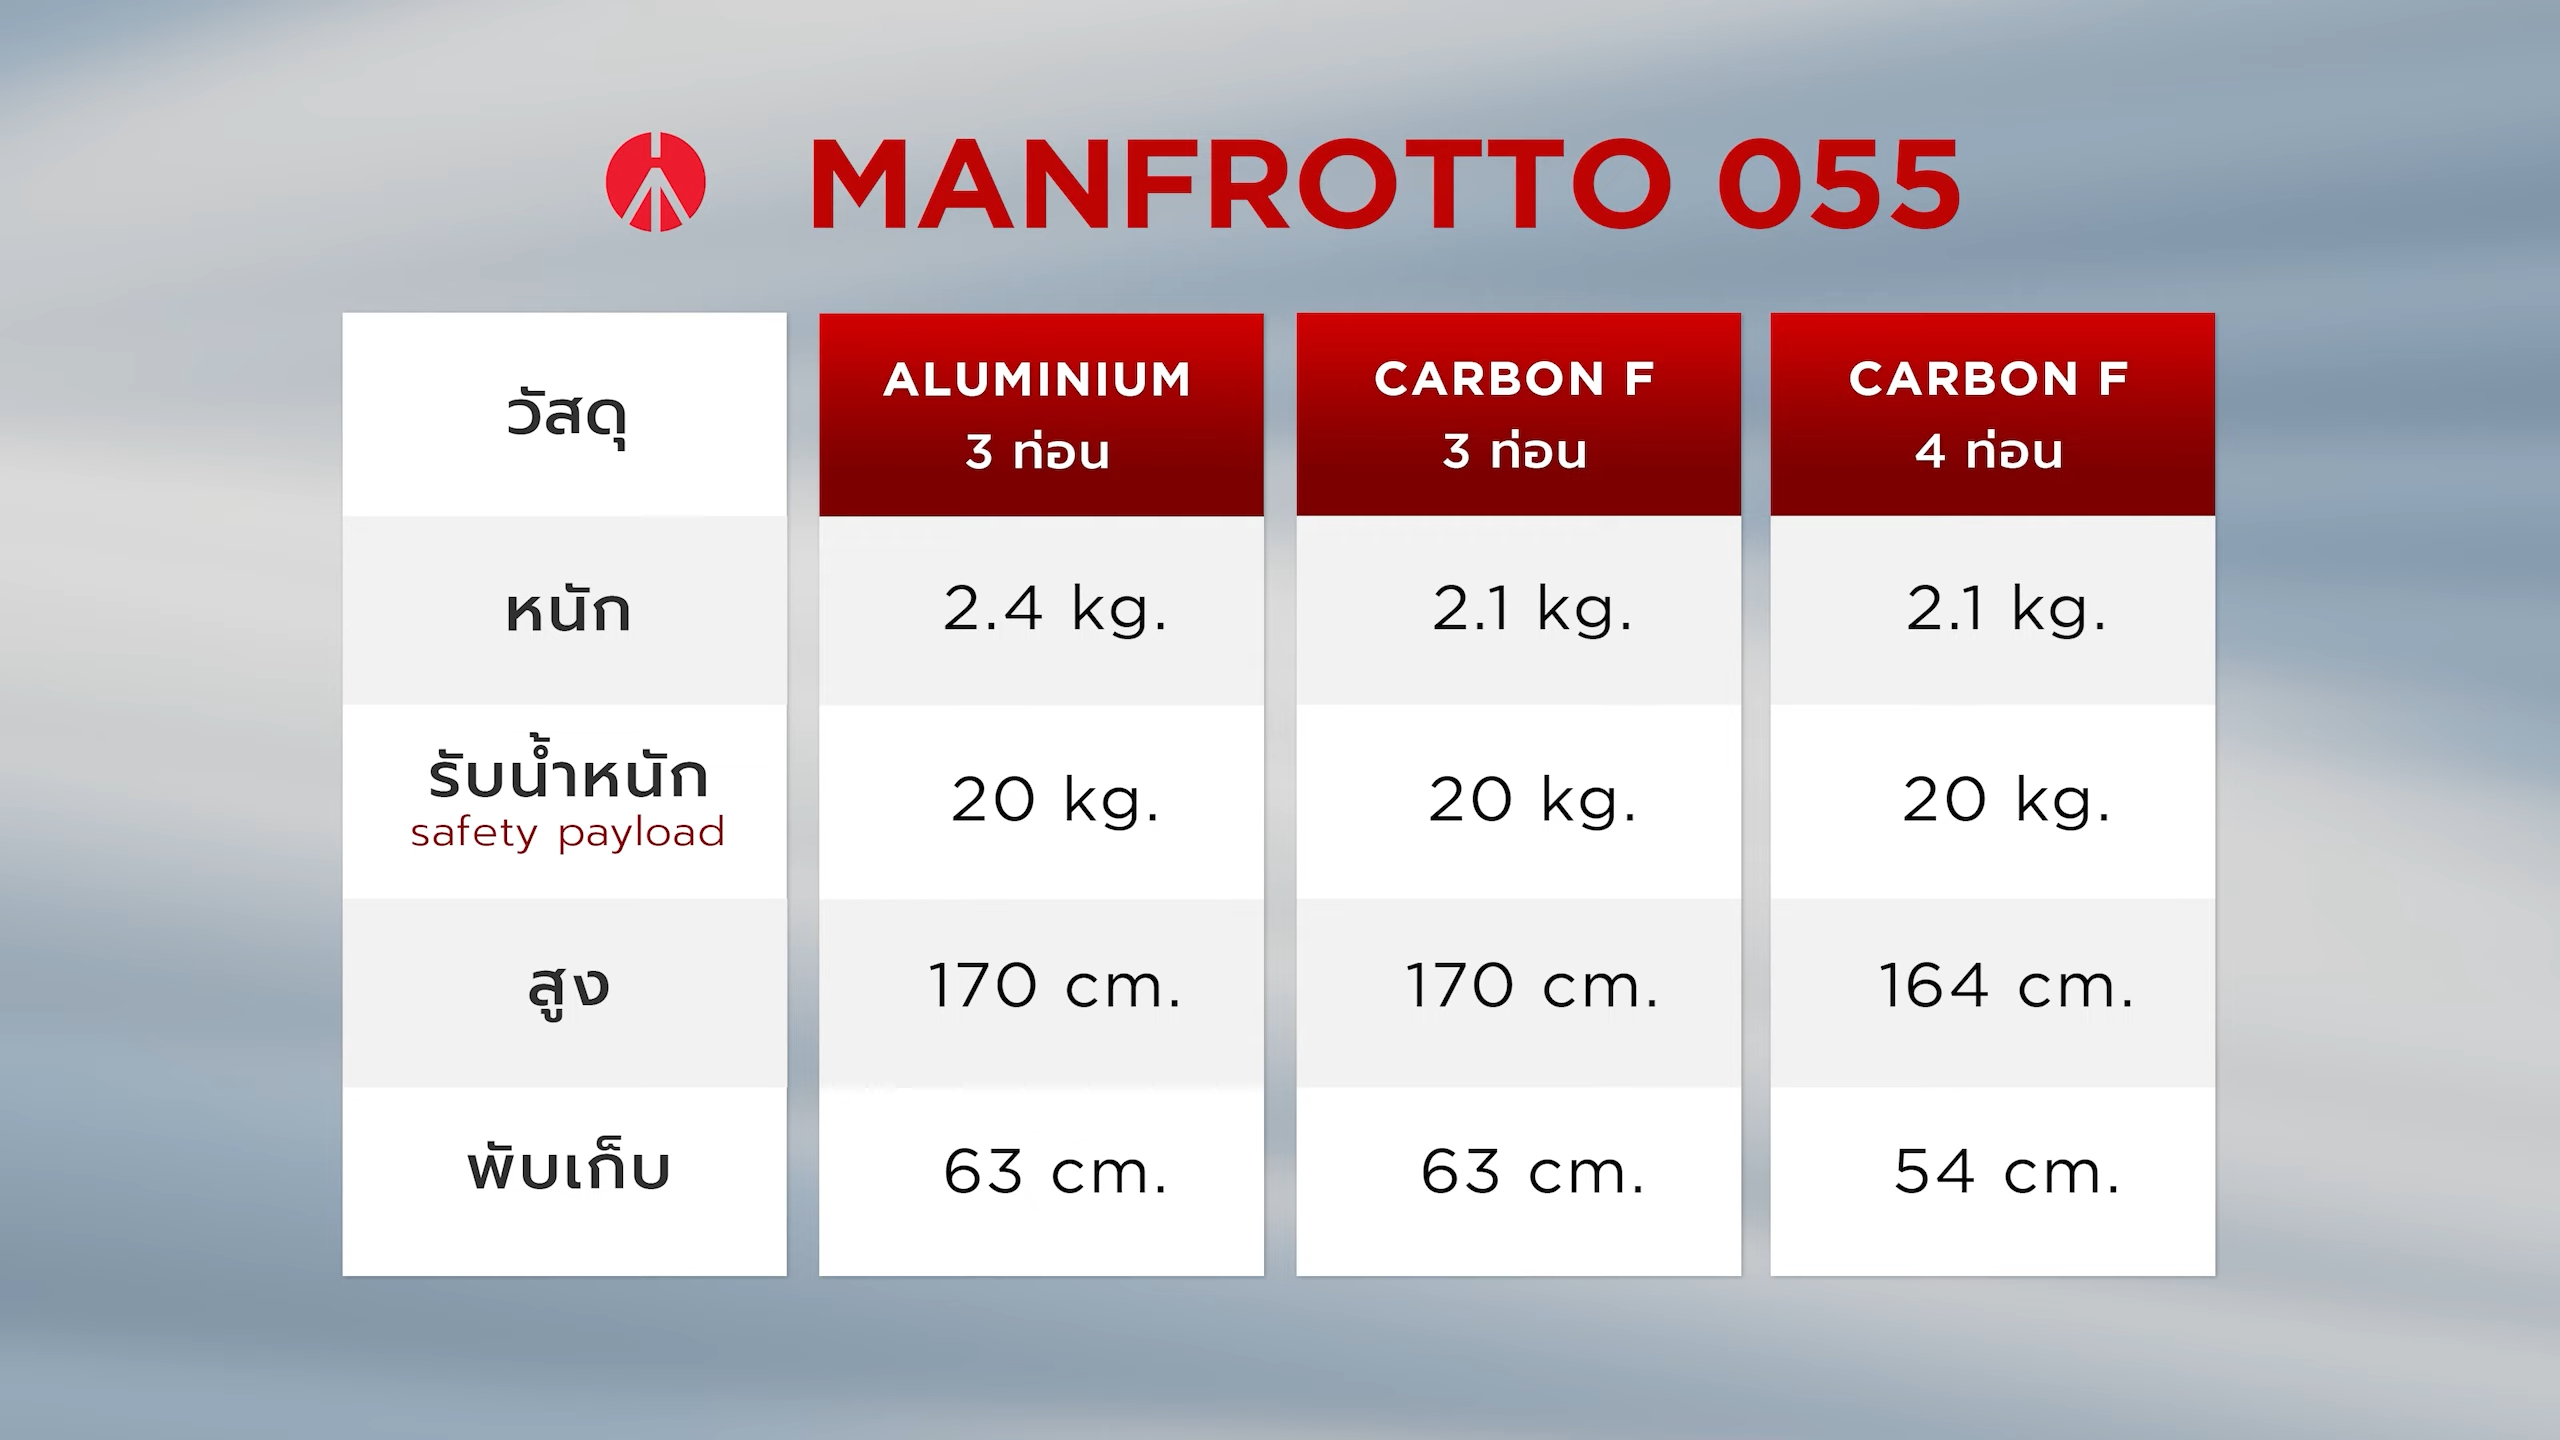 MANFROTTO 055
วัสดุ
ALUMINIUM
3 ท่อน
CARBON F
3 ท่อน
CARBON F
4 ท่อน
หนัก
2.4 kg.
2.1 kg.
2.1 kg.
รับน้ำหนัก
safety payload
20 kg.
20 kg.
20 kg.
สูง
170 cm.
170 cm.
164 cm.
พับเก็บ
63 cm.
63 cm.
54 cm.